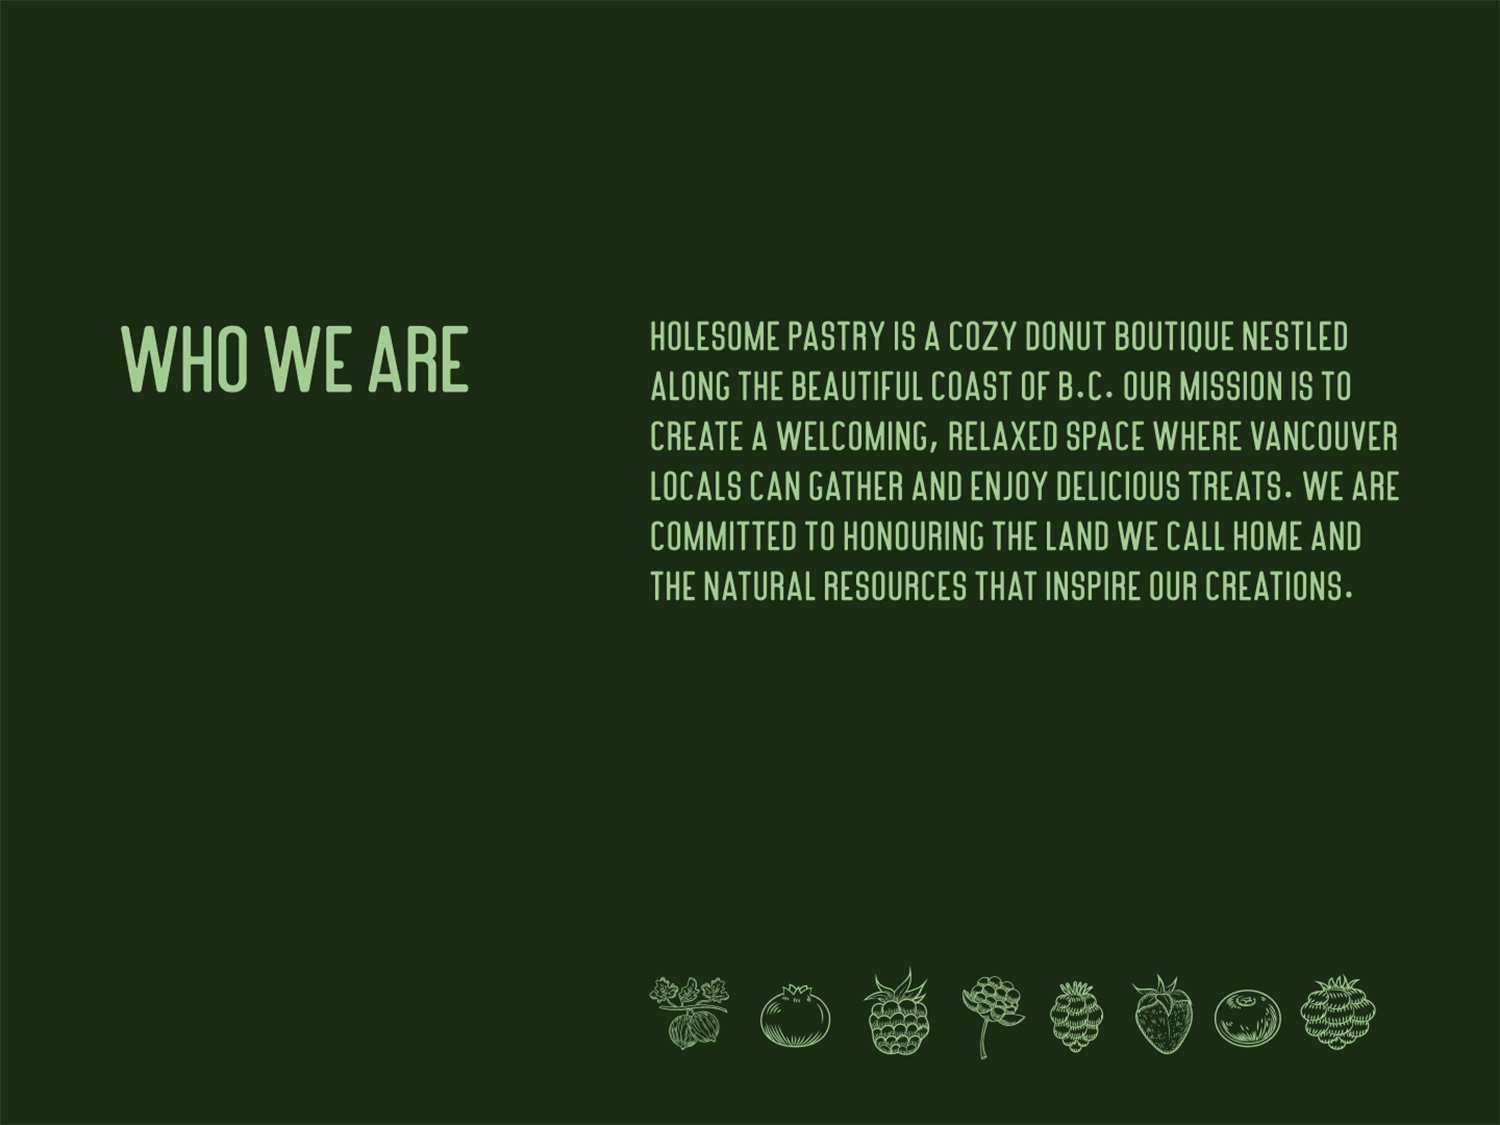 WHO WE ARE
HOLESOME PASTRY IS A COZY DONUT BOUTIQUE NESTLED
ALONG THE BEAUTIFUL COAST OF B.C. OUR MISSION IS TO
CREATE A WELCOMING, RELAXED SPACE WHERE VANCOUVER
LOCALS CAN GATHER AND ENJOY DELICIOUS TREATS. WE ARE
COMMITTED TO HONOURING THE LAND WE CALL HOME AND
THE NATURAL RESOURCES THAT INSPIRE OUR CREATIONS.